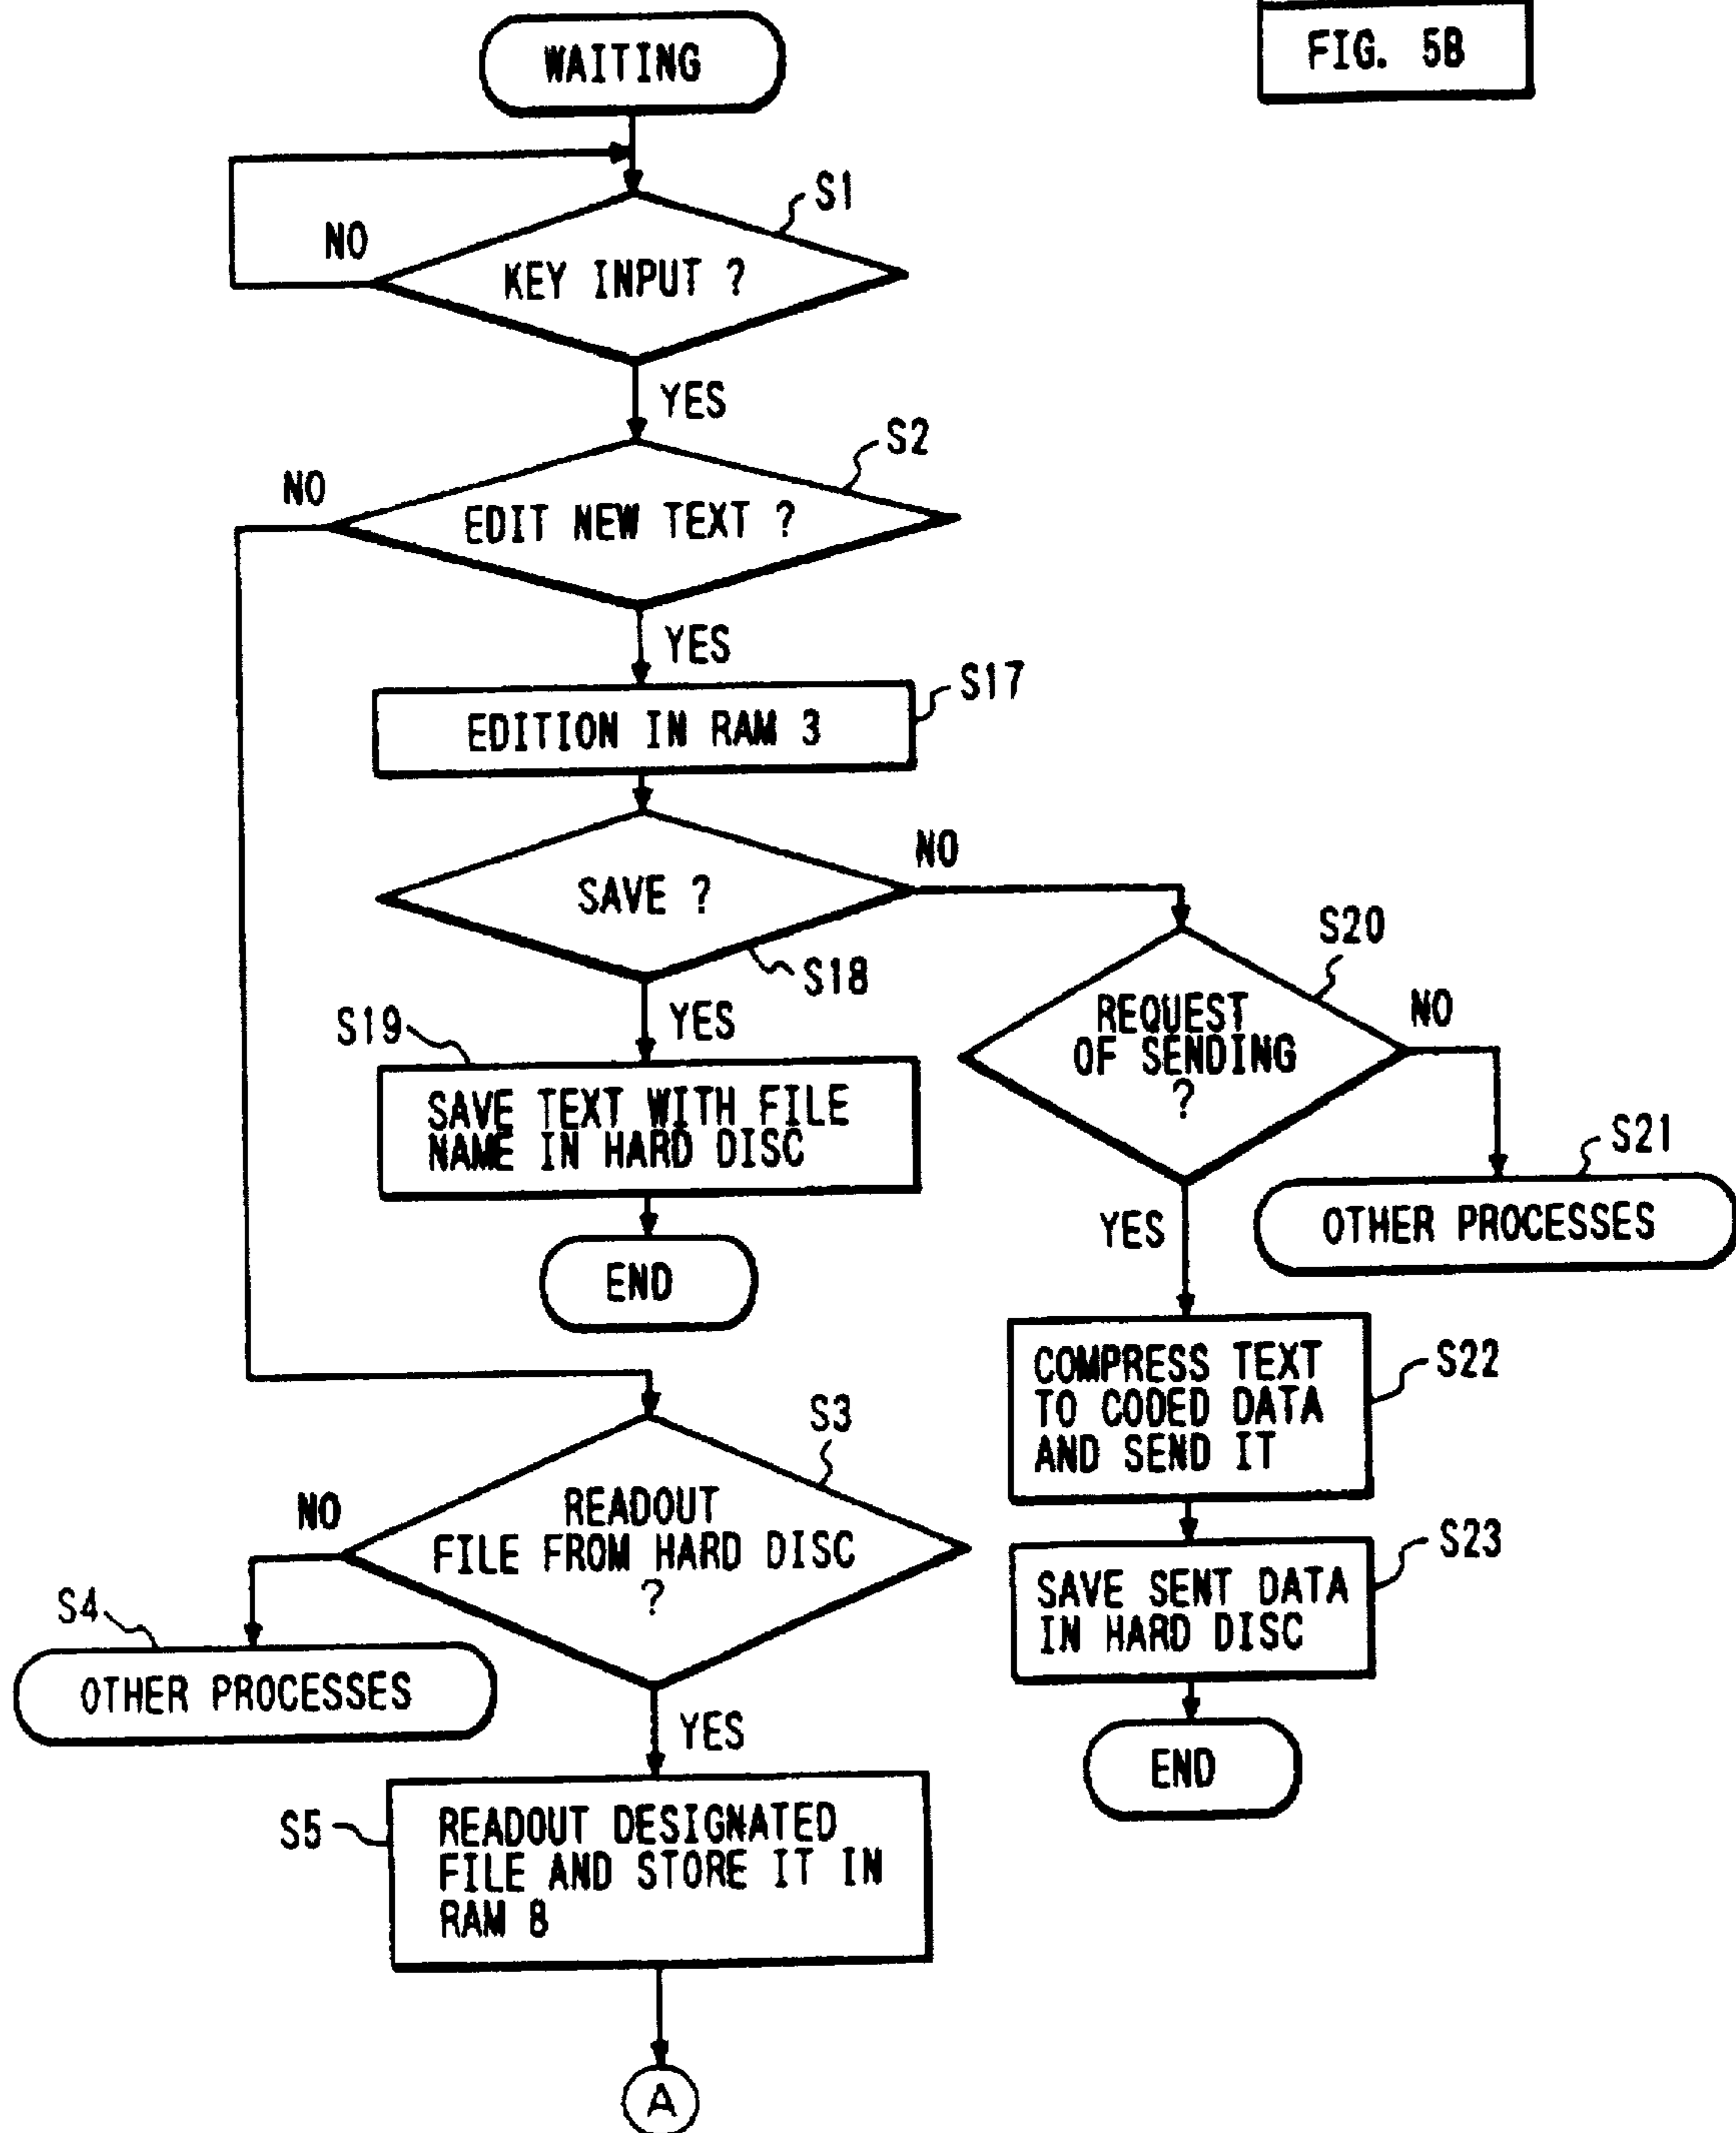 FIG. 5B
WAITING
S1
NO
KEY INPUT ?
YES
S2
NO
EDIT NEW TEXT ?
YES
S17
EDITION IN RAM 3
NO
SAVE ?
S18
S20
YES
REQUEST
OF SENDING
?
NO
S19
SAVE TEXT WITH FILE
NAME IN HARD DISC
S21
OTHER PROCESSES
YES
END
S22
COMPRESS TEXT
TO CODED DATA
AND SEND IT
S3
NO
READOUT
FILE FROM HARD DISC
?
S23
SAVE SENT DATA
IN HARD DISC
S4
OTHER PROCESSES
YES
END
S5
READOUT DESIGNATED
FILE AND STORE IT IN
RAM 8
A